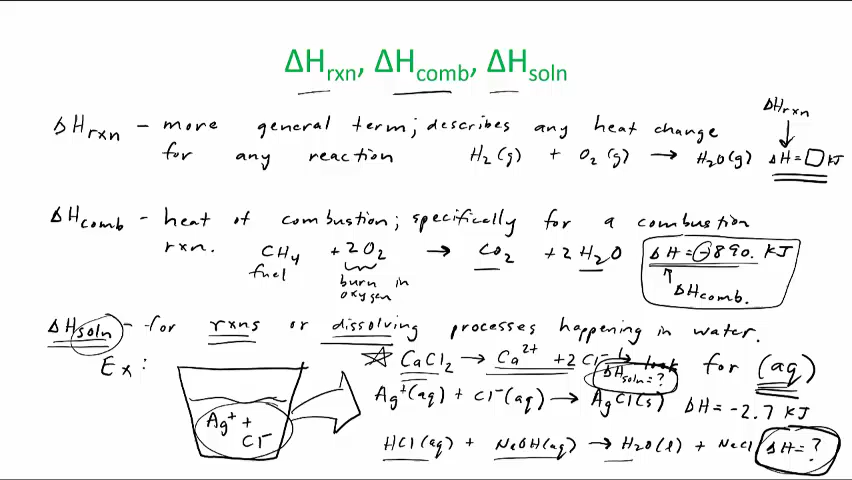 ΔHrxn, ΔHcomb, ΔHsoln
ΔHrxn – more general term; describes any heat change
ΔHrxn
for any reaction H₂(g) + O₂(g) → H₂O(g) ΔH = □ kJ
ΔHcomb – heat of combustion; specifically for a combustion
rxn. CH₄ + 2O₂ → CO₂ + 2H₂O ΔH = -890. kJ
fuel burn in oxygen ΔHcomb.
ΔHsoln – for rxns or dissolving processes happening in water.
Ex: CaCl₂ → Ca²⁺ + 2Cl⁻ look for (aq)
ΔHsoln = ?
Ag⁺(aq) + Cl⁻(aq) → AgCl(s) ΔH = -2.7 kJ
Ag⁺ +
Cl⁻
HCl(aq) + NaOH(aq) → H₂O(l) + NaCl ΔH = ?